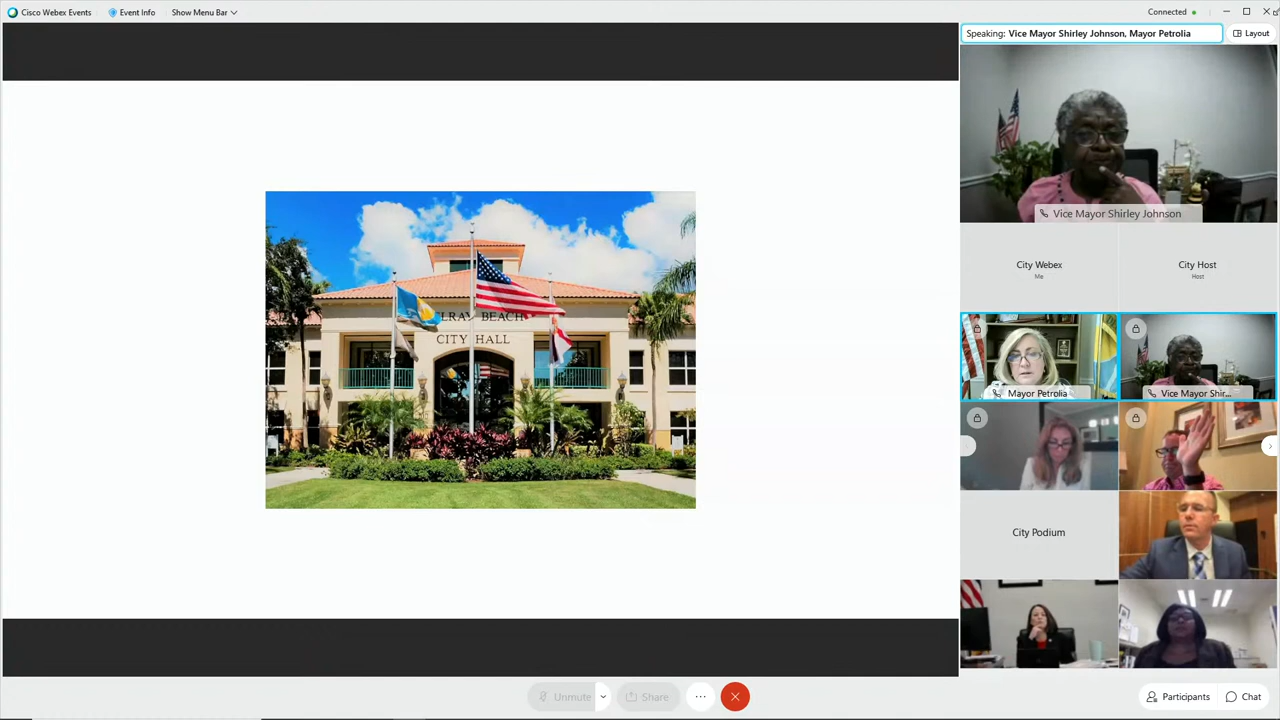 Cisco Webex Events
Event Info
Show Menu Bar
Connected
Speaking: Vice Mayor Shirley Johnson, Mayor Petrolia
Layout
Vice Mayor Shirley Johnson
City Webex
Me
City Host
Host
ELRAY BEACH
CITY HALL
Mayor Petrolia
Vice Mayor Shir...
City Podium
Unmute
Share
Participants
Chat